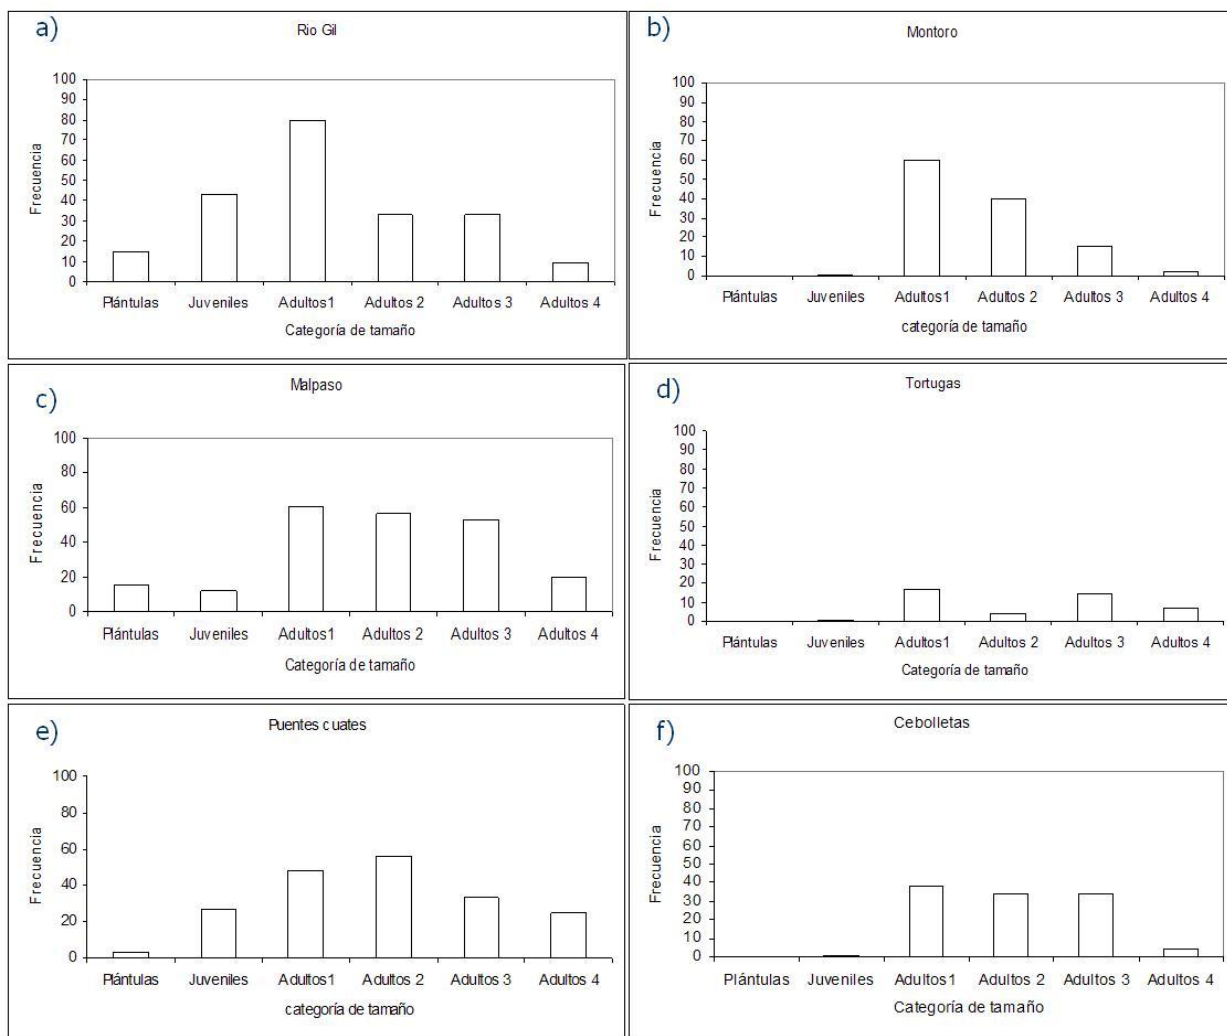 a)
Rio Gil
100
90
80
70
60
50
40
30
20
10
0
Frecuencia
Plántulas Juveniles Adultos1 Adultos 2 Adultos 3 Adultos 4
Categoría de tamaño
b)
Montoro
100
90
80
70
60
50
40
30
20
10
0
Frecuencia
Plántulas Juveniles Adultos1 Adultos 2 Adultos 3 Adultos 4
categoría de tamaño
c)
Malpaso
100
80
60
40
20
0
Frecuencia
Plántulas Juveniles Adultos1 Adultos 2 Adultos 3 Adultos 4
Categoría de tamaño
d)
Tortugas
100
90
80
70
60
50
40
30
20
10
0
Frecuencia
Plántulas Juveniles Adultos1 Adultos 2 Adultos 3 Adultos 4
Categoría de tamaño
e)
Puentes cuates
100
80
60
40
20
0
Frecuencia
Plántulas Juveniles Adultos1 Adultos 2 Adultos 3 Adultos 4
categoría de tamaño
f)
Cebolletas
100
90
80
70
60
50
40
30
20
10
0
Frecuencia
Plántulas Juveniles Adultos 1 Adultos 2 Adultos 3 Adultos 4
Categoría de tamaño